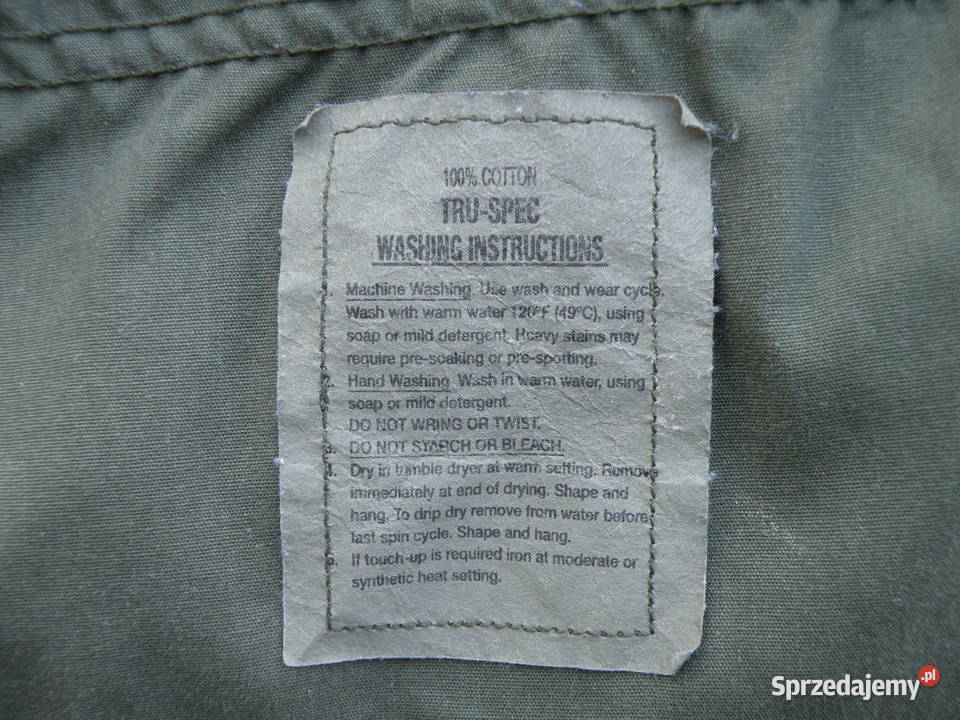 100% COTTON
TRU-SPEC
WASHING INSTRUCTIONS
1. Machine Washing Use wash and wear cycle.
Wash with warm water 120°F (49°C), using
soap or mild detergent. Heavy stains may
require pre-soaking or pre-spotting.
2. Hand Washing Wash in warm water, using
soap or mild detergent.
DO NOT WRING OR TWIST.
3. DO NOT STARCH OR BLEACH.
4. Dry in tumble dryer at warm setting. Remove
immediately at end of drying. Shape and
hang. To drip dry remove from water before
last spin cycle. Shape and hang.
5. If touch-up is required iron at moderate or
synthetic heat setting.
Sprzedajemy.pl